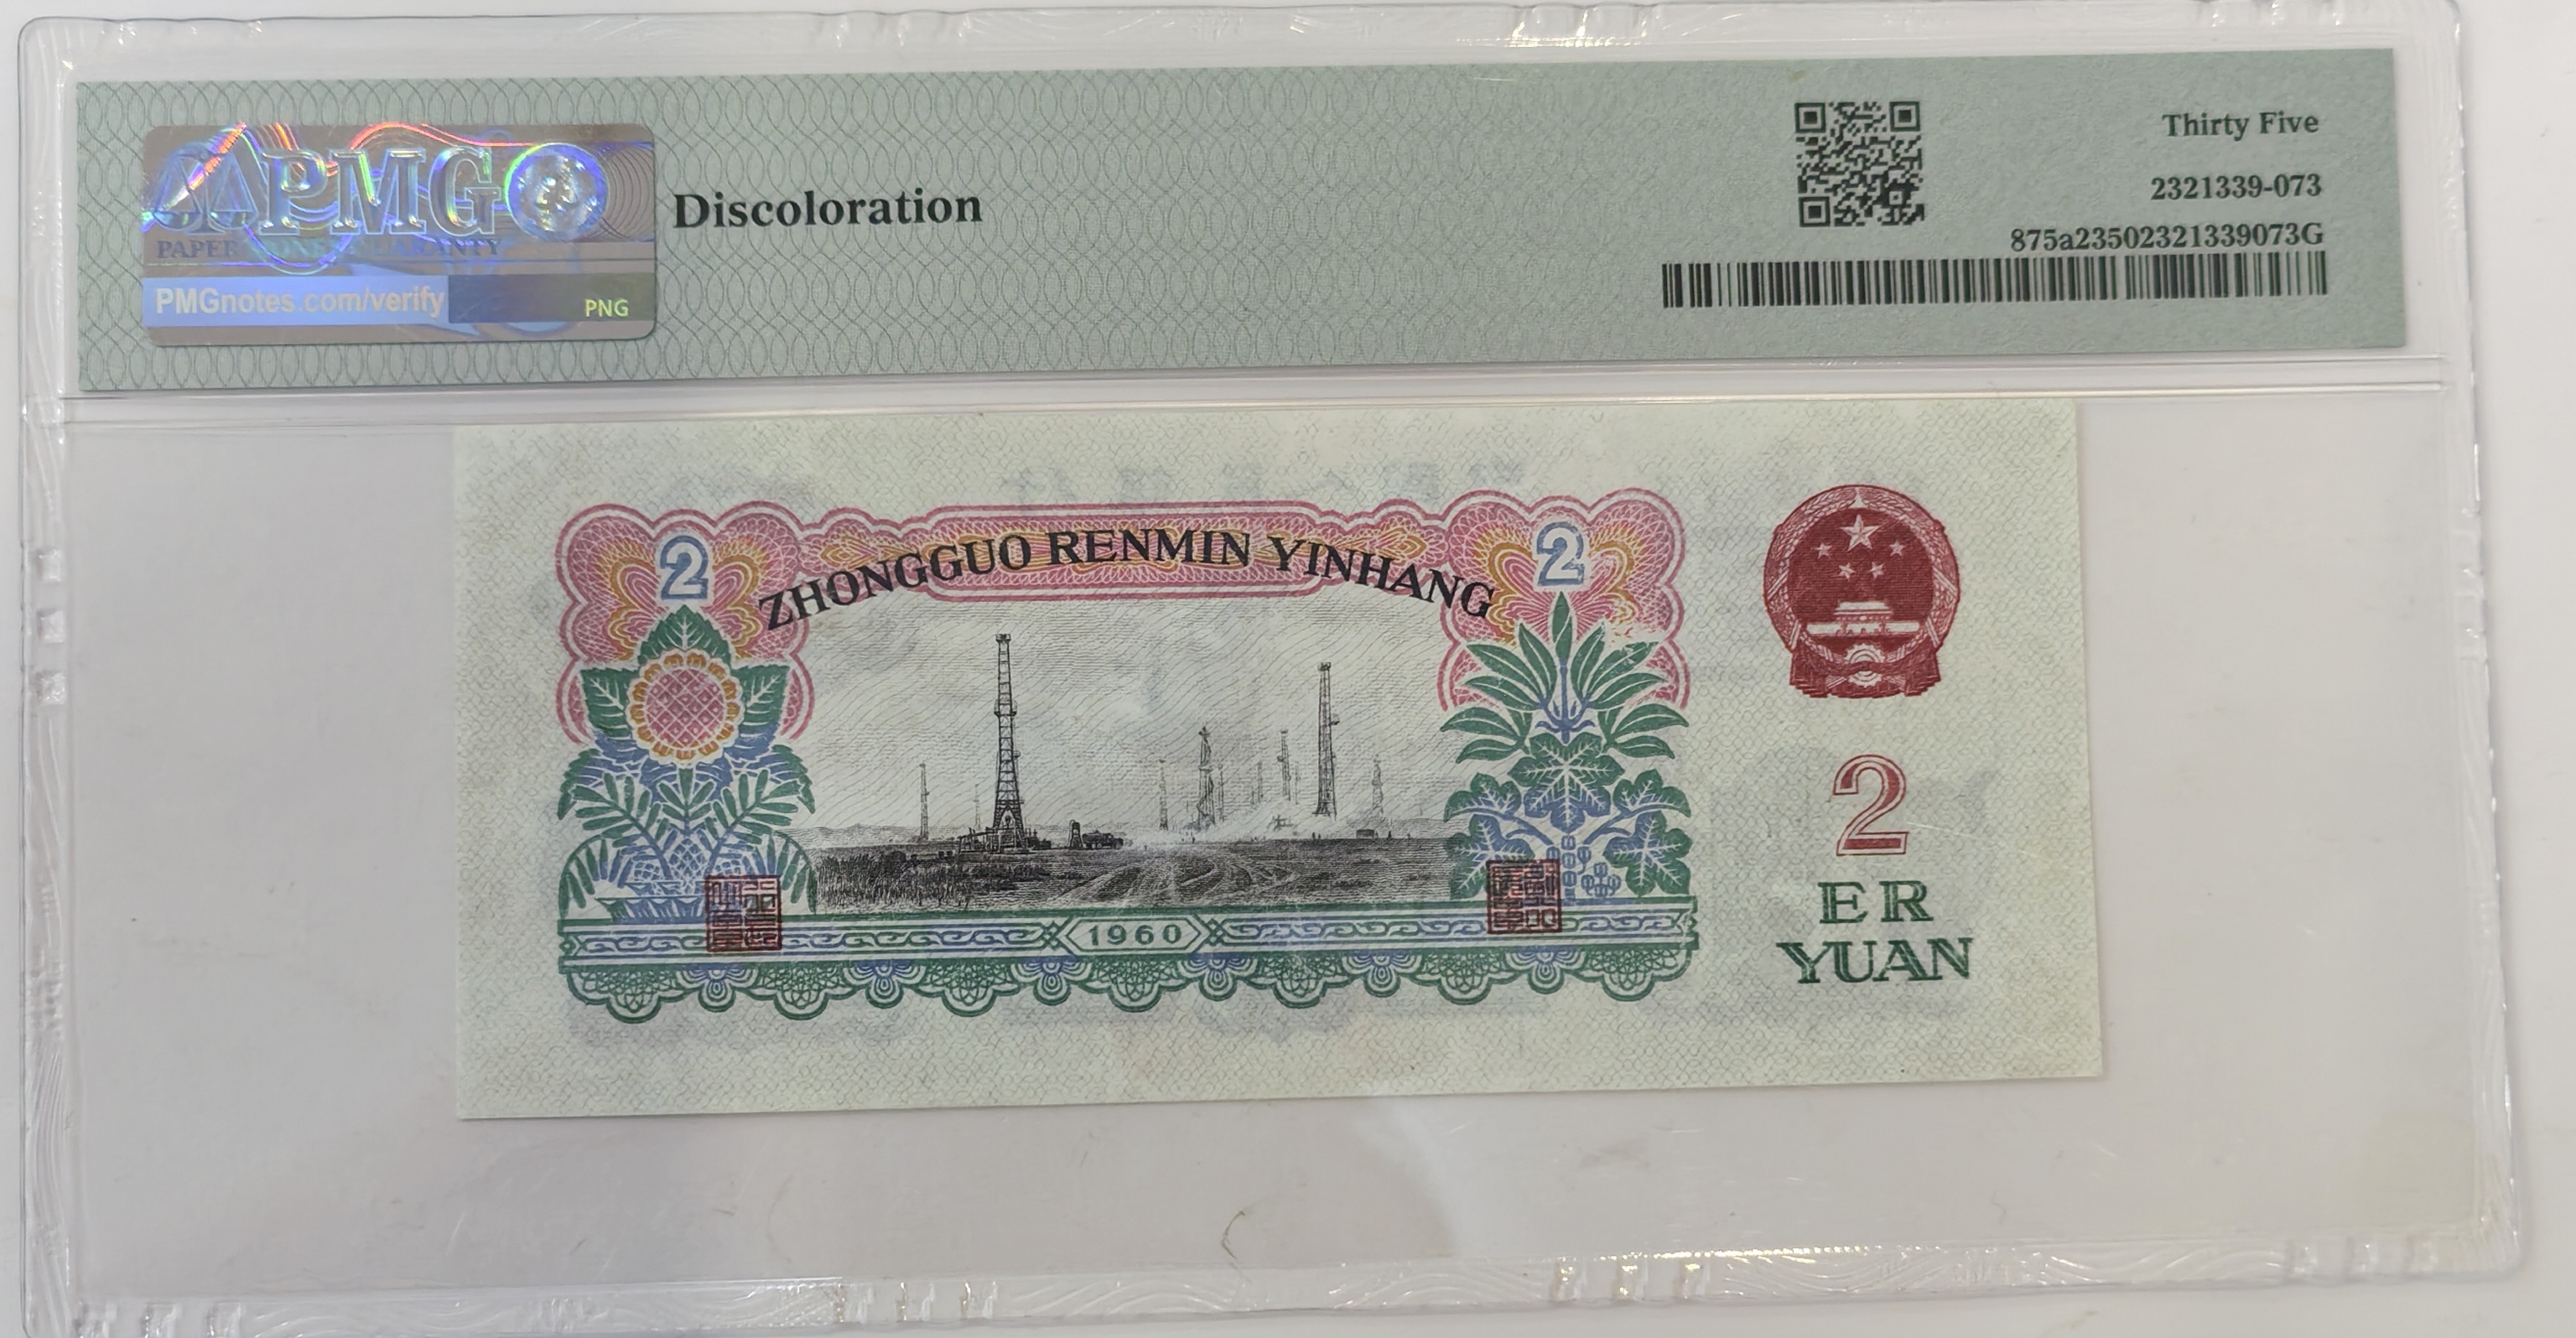 PMG
PAPER MONEY GUARANTY
PMGnotes.com/verify
PNG
Discoloration
Thirty Five
2321339-073
875a23502321339073G
ZHONGGUO RENMIN YINHANG
2
2
2
ER
YUAN
1960